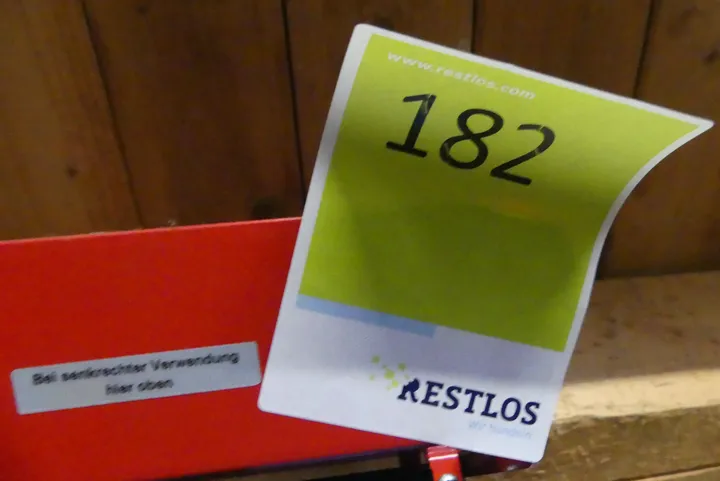 www.restlos.com
182
RESTLOS
Bei senkrechter Verwendung
hier oben